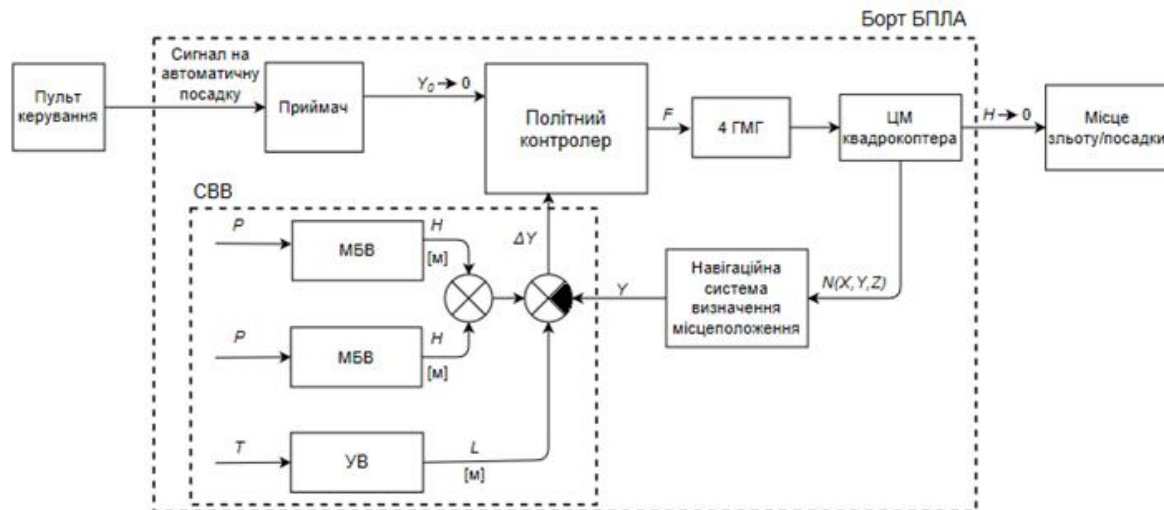 Борт БПЛА
Сигнал на
автоматичну
посадку
Пульт
керування
Приймач
Y₀ → 0
Політний
контролер
F
4 ГМГ
ЦМ
квадрокоптера
H → 0
Місце
зльоту/посадки
СВВ
P
МБВ
H
[м]
ΔY
Y
Навігаційна
система
визначення
місцеположення
N(X,Y,Z)
P
МБВ
H
[м]
T
УВ
L
[м]